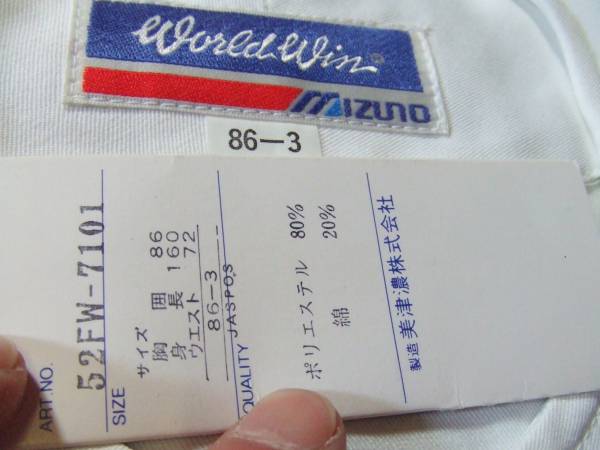 World Win
MIZUNO
86-3
ART.NO. 52FW-7101
SIZE
サイズ
胸囲 86
身長 160
ウエスト 72
86-3
QUALITY JASPO'S
ポリエステル 80%
綿 20%
製造 美津濃株式会社